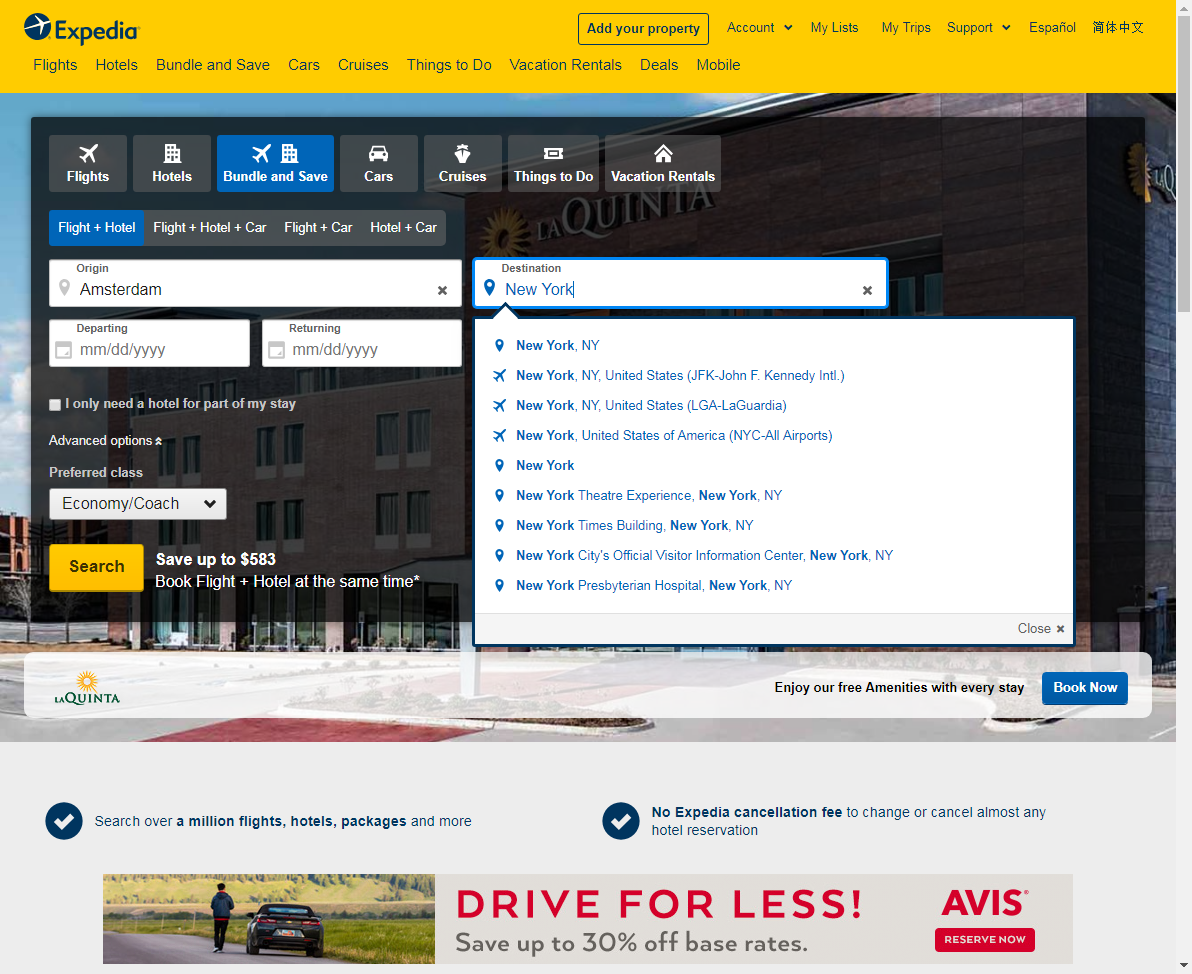 Expedia
Add your property
Account
My Lists
My Trips
Support
Español
简体中文
Flights
Hotels
Bundle and Save
Cars
Cruises
Things to Do
Vacation Rentals
Deals
Mobile
Flights
Hotels
Bundle and Save
Cars
Cruises
Things to Do
Vacation Rentals
LAQUINTA
LAQU
Flight + Hotel
Flight + Hotel + Car
Flight + Car
Hotel + Car
Origin
Amsterdam
Destination
New York
Departing
mm/dd/yyyy
Returning
mm/dd/yyyy
New York, NY
New York, NY, United States (JFK-John F. Kennedy Intl.)
New York, NY, United States (LGA-LaGuardia)
New York, United States of America (NYC-All Airports)
New York
New York Theatre Experience, New York, NY
New York Times Building, New York, NY
New York City's Official Visitor Information Center, New York, NY
New York Presbyterian Hospital, New York, NY
Close
I only need a hotel for part of my stay
Advanced options
Preferred class
Economy/Coach
Search
Save up to $583
Book Flight + Hotel at the same time*
LAQUINTA
Enjoy our free Amenities with every stay
Book Now
Search over a million flights, hotels, packages and more
No Expedia cancellation fee to change or cancel almost any
hotel reservation
DRIVE FOR LESS!
Save up to 30% off base rates.
AVIS®
RESERVE NOW